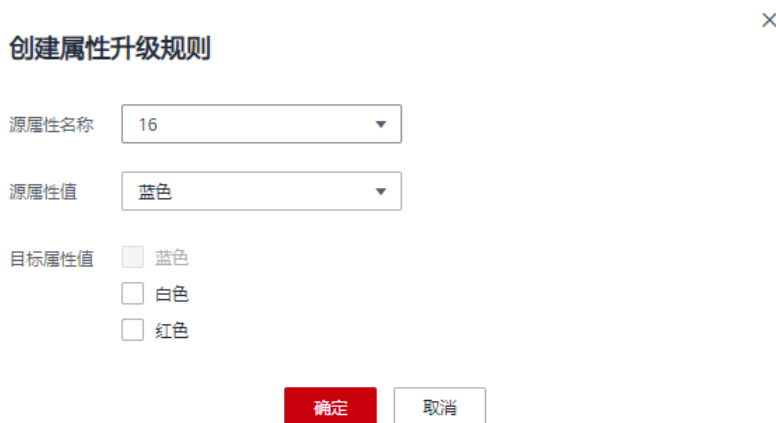 创建属性升级规则
源属性名称 16
源属性值 蓝色
目标属性值 蓝色
白色
红色
确定 取消